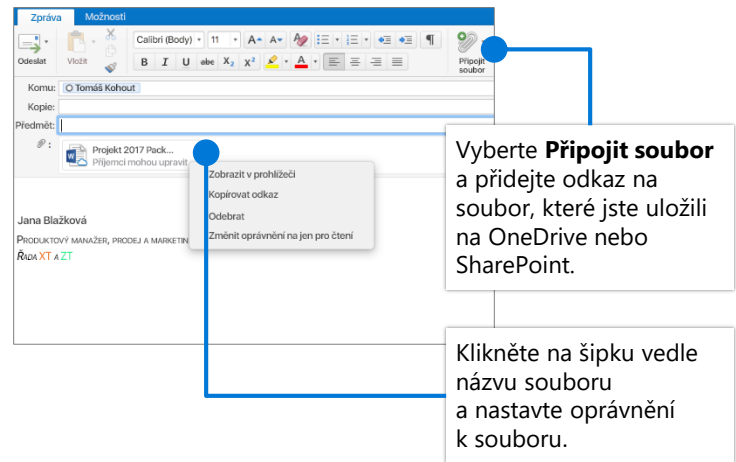 Zpráva Možnosti
Calibri (Body) 11 A A
Odeslat Vložit B I U abc X₂ X² A ¶ Připojit soubor
Komu: Tomáš Kohout
Kopie:
Předmět:
Projekt 2017 Pack...
Příjemci mohou upravit
Zobrazit v prohlížeči
Kopírovat odkaz
Odebrat
Změnit oprávnění na jen pro čtení
Jana Blažková
Produktový manažer, prodej a marketin
Řada XT a ZT
Vyberte Připojit soubor
a přidejte odkaz na
soubor, které jste uložili
na OneDrive nebo
SharePoint.
Klikněte na šipku vedle
názvu souboru
a nastavte oprávnění
k souboru.